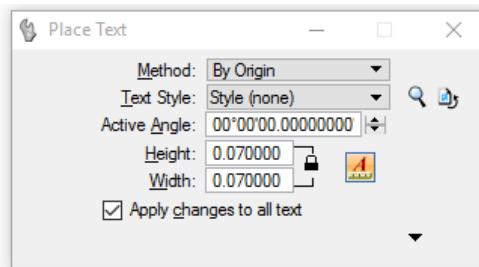 Place Text
Method: By Origin
Text Style: Style (none)
Active Angle: 00°00'00.00000000"
Height: 0.070000
Width: 0.070000
A
Apply changes to all text